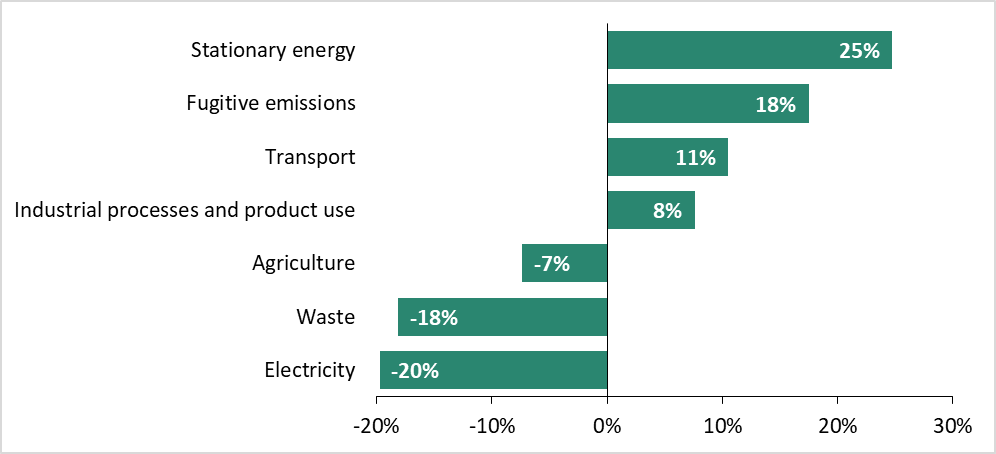 Stationary energy 25%
Fugitive emissions 18%
Transport 11%
Industrial processes and product use 8%
Agriculture -7%
Waste -18%
Electricity -20%
-20% -10% 0% 10% 20% 30%